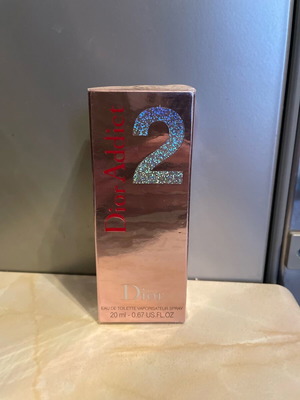 Dior Addict
2
Dior
EAU DE TOILETTE VAPORISATEUR SPRAY
20 ml - 0.67 US.FL.OZ